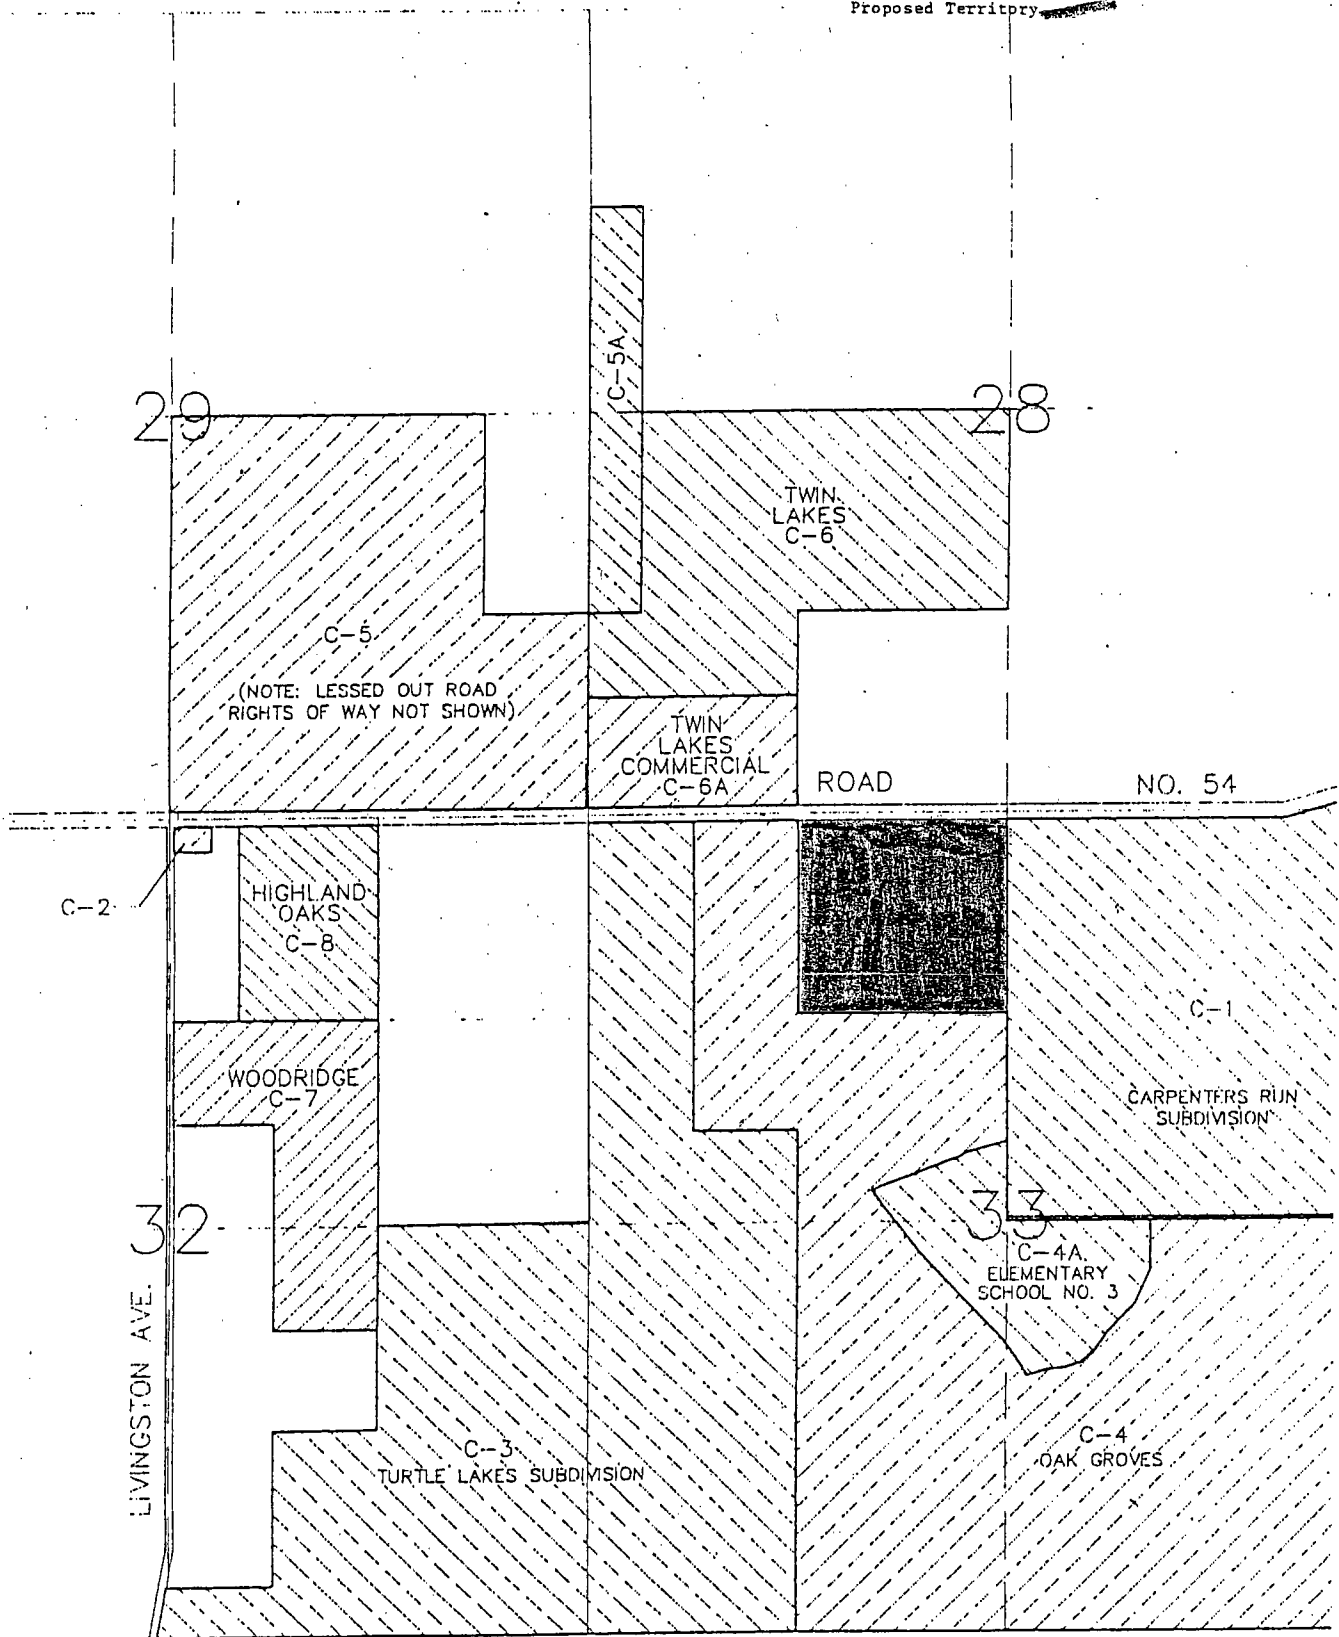 Proposed Territory
C-5A
29
28
TWIN
LAKES
C-6
C-5
(NOTE: LESSED OUT ROAD
RIGHTS OF WAY NOT SHOWN)
TWIN
LAKES
COMMERCIAL
C-6A
ROAD NO. 54
C-2
HIGHLAND
OAKS
C-8
C-1
WOODRIDGE
C-7
CARPENTERS RUN
SUBDIVISION
32
33
C-4A
ELEMENTARY
SCHOOL NO. 3
LIVINGSTON AVE.
C-3
TURTLE LAKES SUBDIVISION
C-4
OAK GROVES